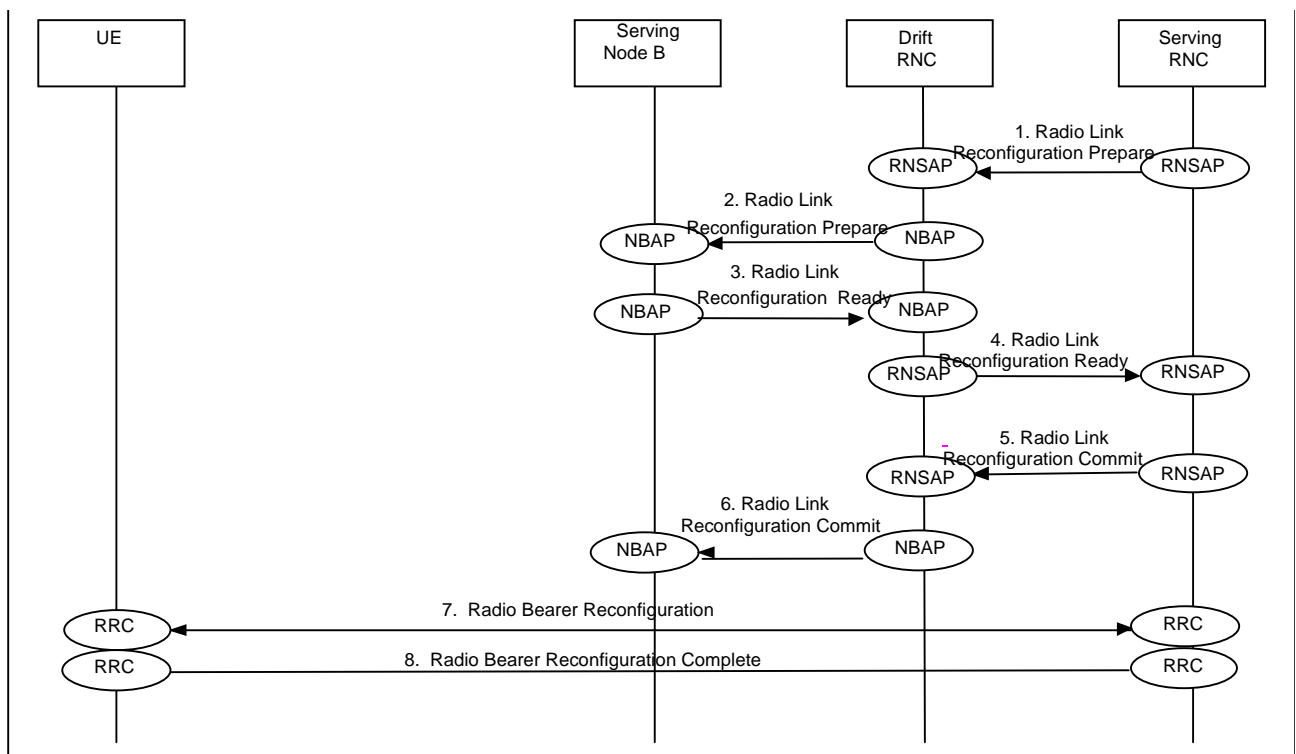 UE
Serving
Node B
Drift
RNC
Serving
RNC
1. Radio Link
Reconfiguration Prepare
RNSAP
RNSAP
2. Radio Link
Reconfiguration Prepare
NBAP
NBAP
3. Radio Link
Reconfiguration Ready
NBAP
NBAP
4. Radio Link
Reconfiguration Ready
RNSAP
RNSAP
5. Radio Link
Reconfiguration Commit
RNSAP
RNSAP
6. Radio Link
Reconfiguration Commit
NBAP
NBAP
7. Radio Bearer Reconfiguration
RRC
RRC
8. Radio Bearer Reconfiguration Complete
RRC
RRC